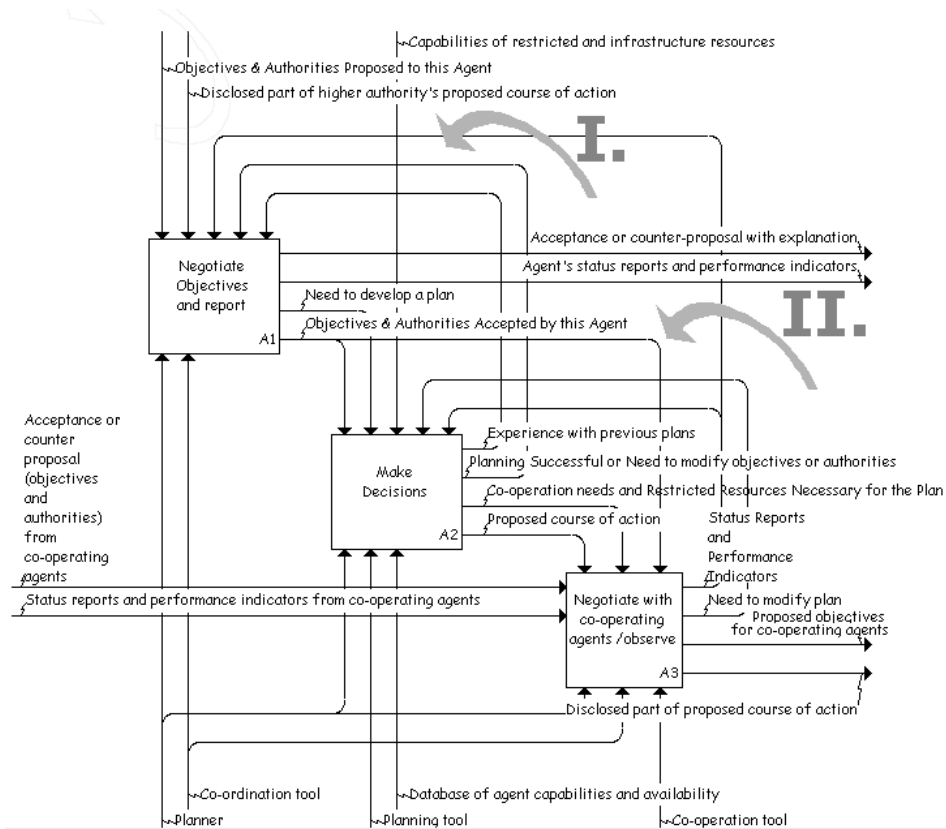 Capabilities of restricted and infrastructure resources
Objectives & Authorities Proposed to this Agent
Disclosed part of higher authority's proposed course of action
I.
Acceptance or counter-proposal with explanation
Negotiate
Objectives
and report
A1
Agent's status reports and performance indicators
Need to develop a plan
II.
Objectives & Authorities Accepted by this Agent
Acceptance or
counter
proposal
(objectives
and
authorities)
from
co-operating
agents
Make
Decisions
A2
Experience with previous plans
Planning Successful or Need to modify objectives or authorities
Co-operation needs and Restricted Resources Necessary for the Plan
Proposed course of action
Status Reports
and
Performance
Indicators
Status reports and performance indicators from co-operating agents
Negotiate with
co-operating
agents /observe
A3
Need to modify plan
Proposed objectives
for co-operating agents
Disclosed part of proposed course of action
Co-ordination tool
Database of agent capabilities and availability
Planner
Planning tool
Co-operation tool